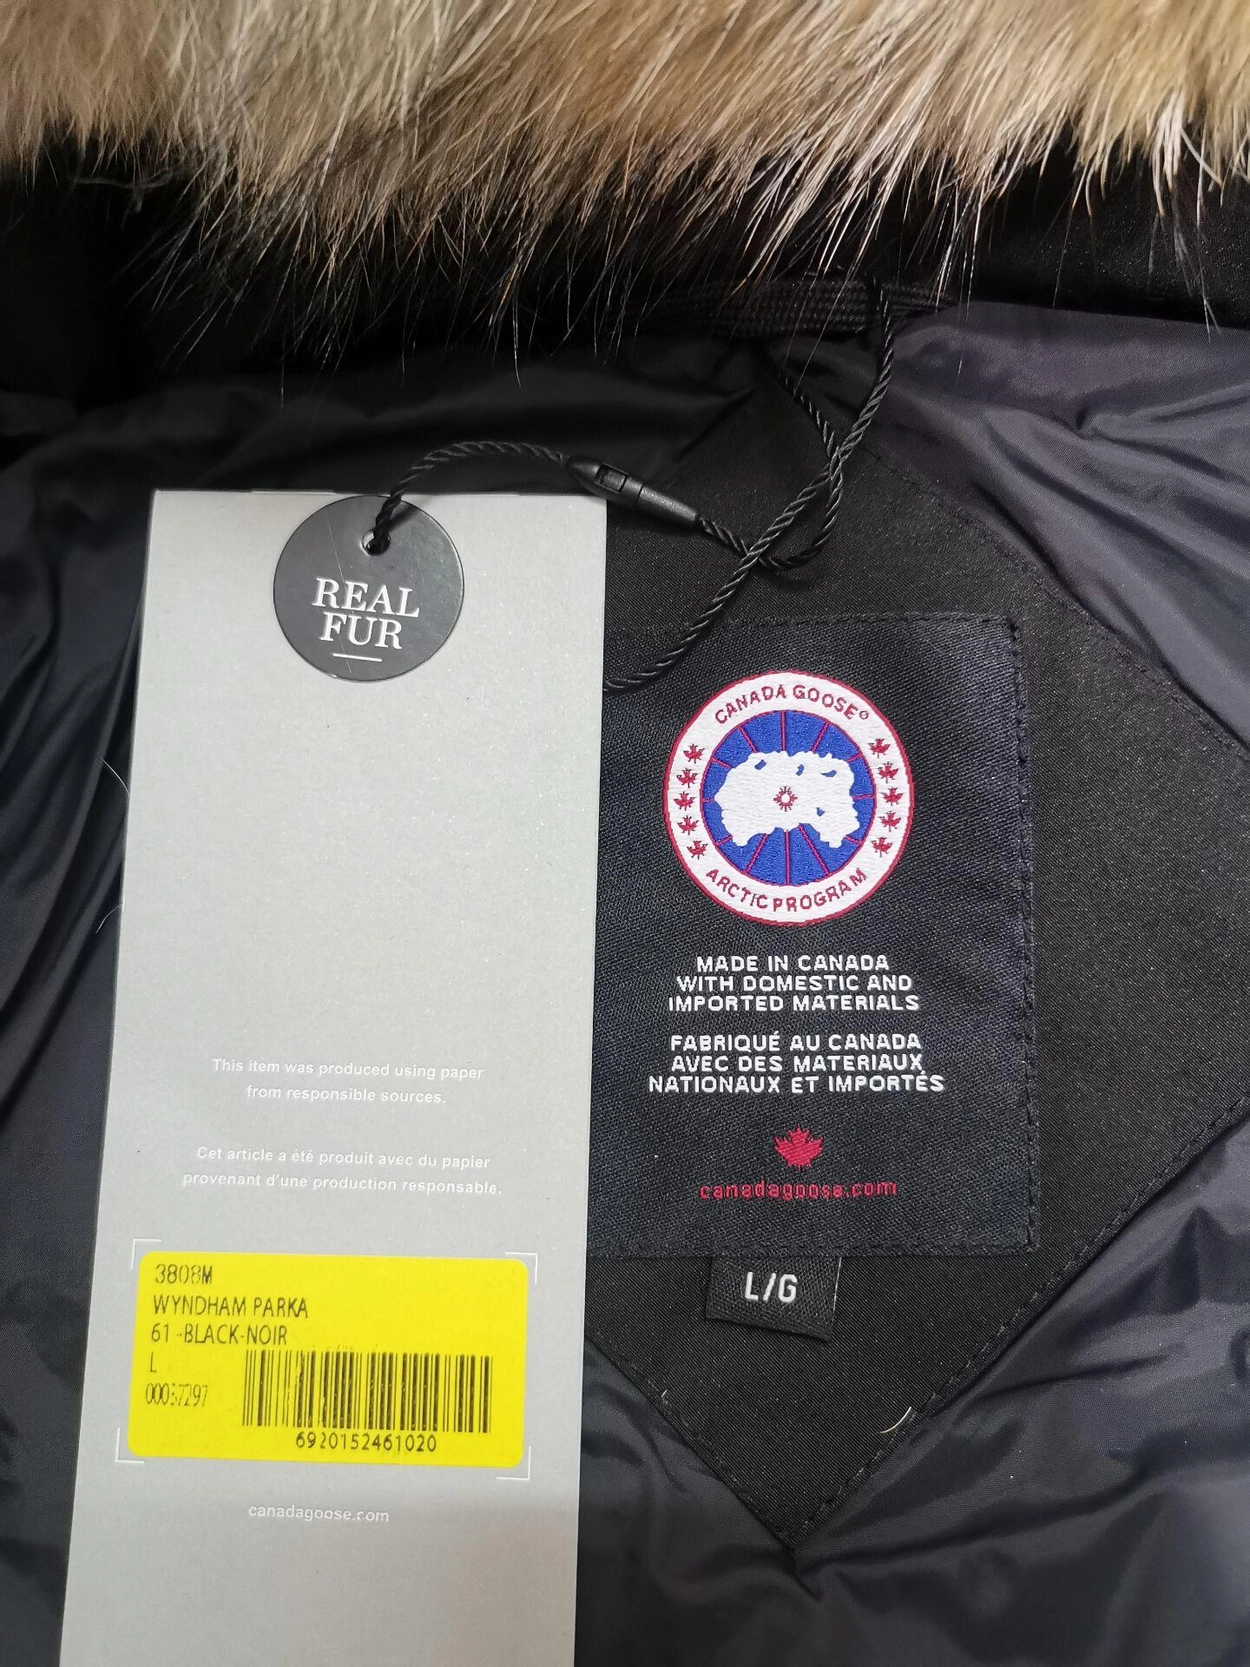 REAL
FUR
CANADA GOOSE®
ARCTIC PROGRAM
MADE IN CANADA
WITH DOMESTIC AND
IMPORTED MATERIALS
FABRIQUÉ AU CANADA
AVEC DES MATERIAUX
NATIONAUX ET IMPORTÉS
canadagoose.com
L/G
This item was produced using paper
from responsible sources.
Cet article a été produit avec du papier
provenant d'une production responsable.
3808M
WYNDHAM PARKA
61 -BLACK-NOIR
L
00037297
6920152461020
canadagoose.com